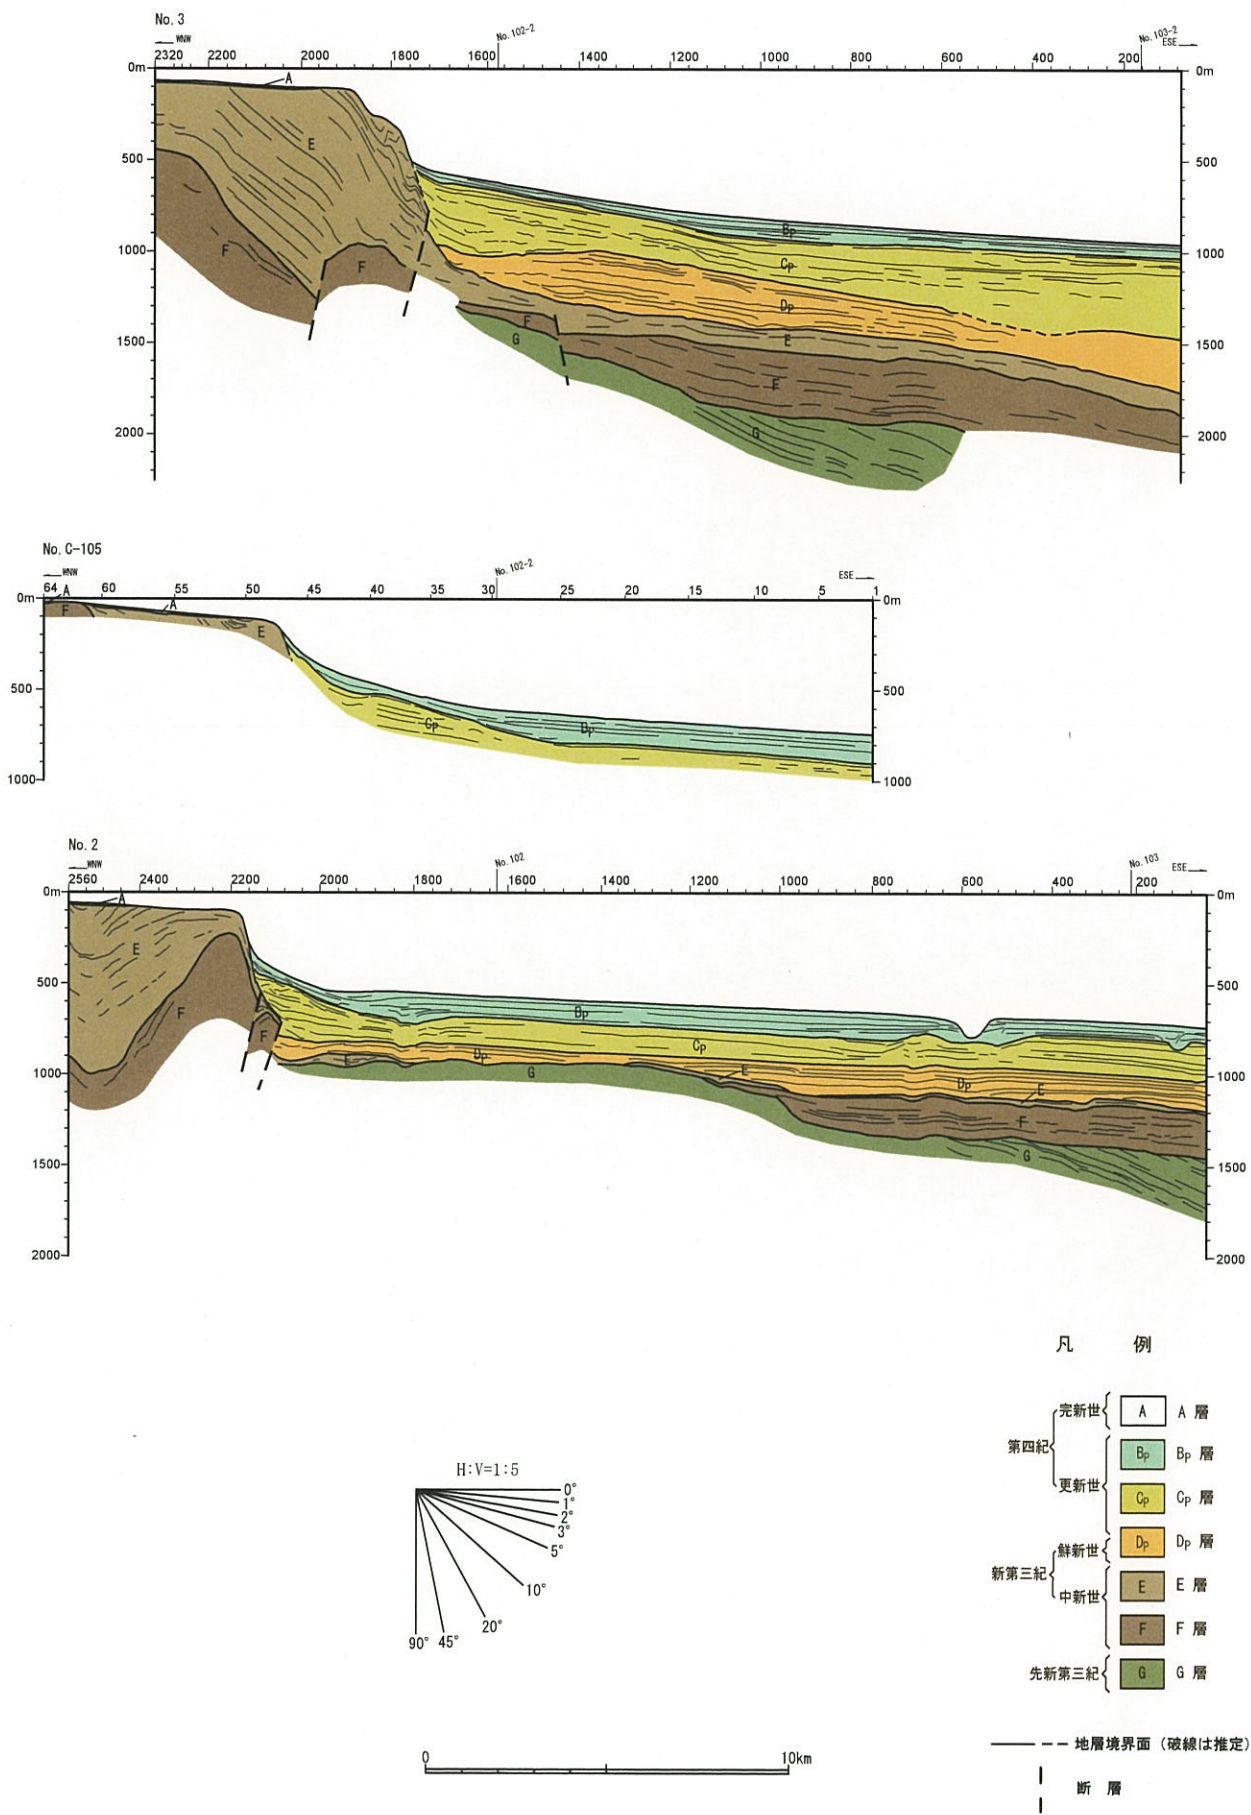 No. 3
WNW
No. 102-2
No. 103-2
ESE
2320 2200 2000 1800 1600 1400 1200 1000 800 600 400 200
0m 0m
A
E
500 500
Bp
1000 1000
F F Cp
Dp
F E
1500 G 1500
F
2000 G 2000
No. C-105
WNW
No. 102-2
ESE
64 60 55 50 45 40 35 30 25 20 15 10 5 1
0m A A 0m
F
E
500 500
Cp Bp
1000 1000
No. 2
WNW
No. 102
No. 103
ESE
2560 2400 2200 2000 1800 1600 1400 1200 1000 800 600 400 200
0m 0m
A
E
500 500
F Bp
F Cp
E Dp
1000 G E Dp E 1000
F
G
1500 1500
2000 2000
凡 例
完新世 A A 層
第四紀
Bp Bp 層
更新世
Cp Cp 層
鮮新世 Dp Dp 層
新第三紀
中新世
E E 層
F F 層
先新第三紀 G G 層
地層境界面 (破線は推定)
断 層
H:V=1:5
0°
1°
2°
3°
5°
10°
20°
90° 45°
0 10km